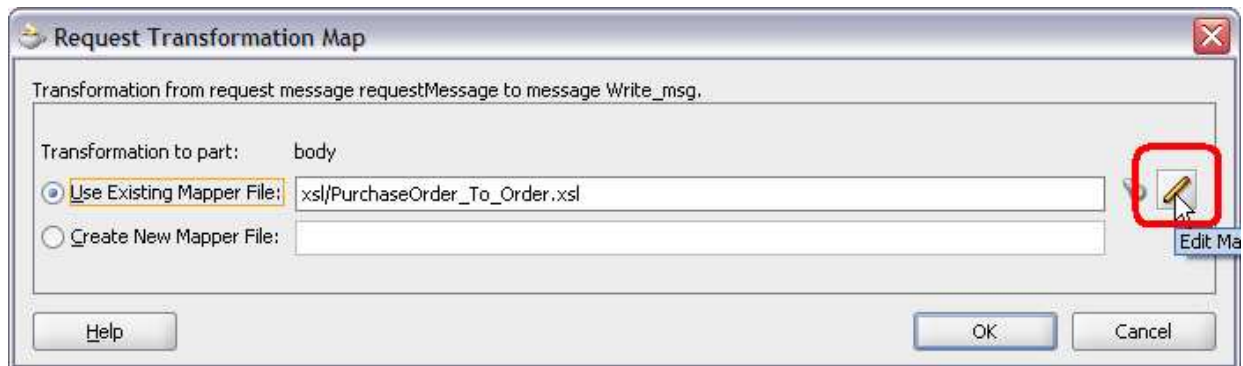 Request Transformation Map
Transformation from request message requestMessage to message Write_msg.
Transformation to part: body
Use Existing Mapper File: xsl/PurchaseOrder_To_Order.xsl
Create New Mapper File:
Edit Ma
Help OK Cancel